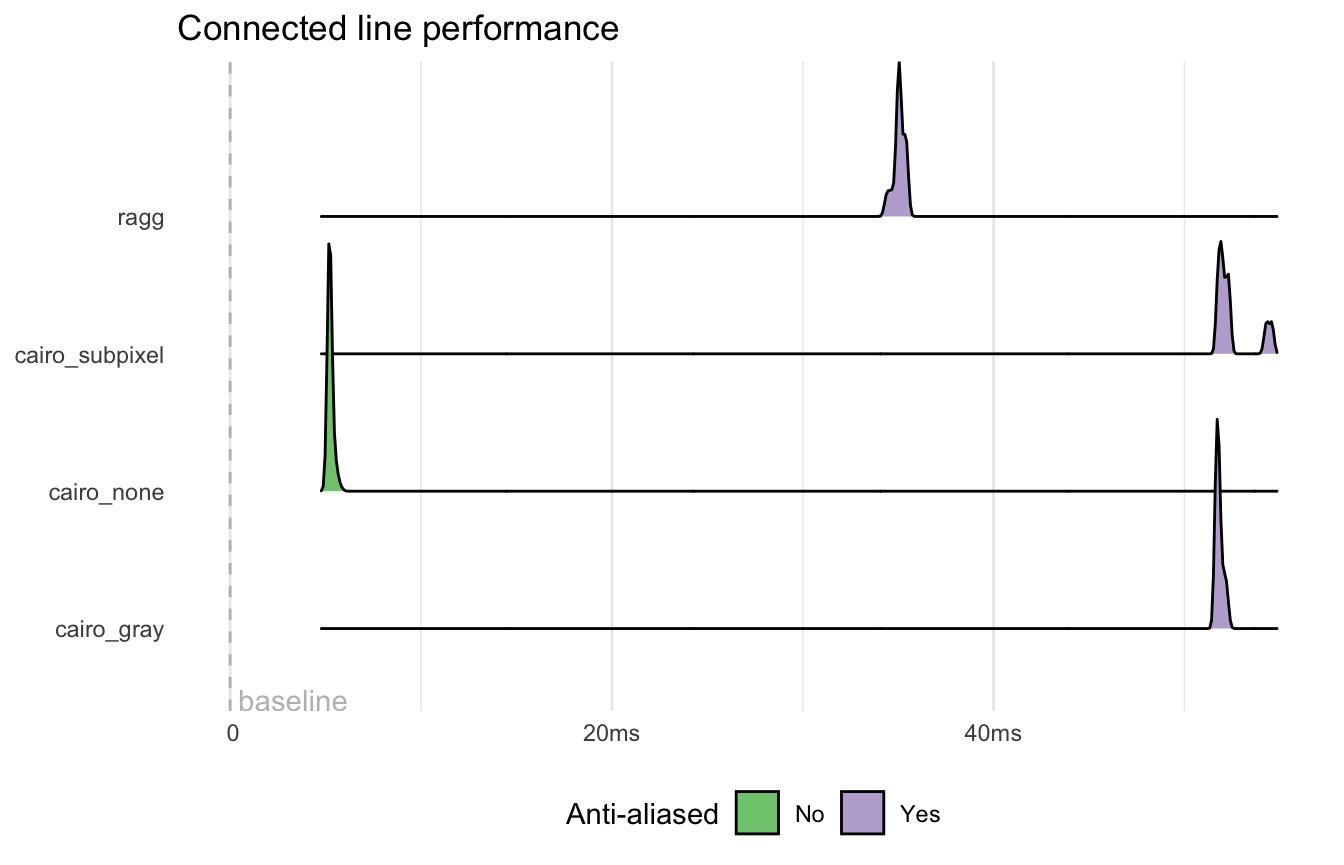 Connected line performance
ragg
cairo_subpixel
cairo_none
cairo_gray
baseline
0 20ms 40ms
Anti-aliased No Yes